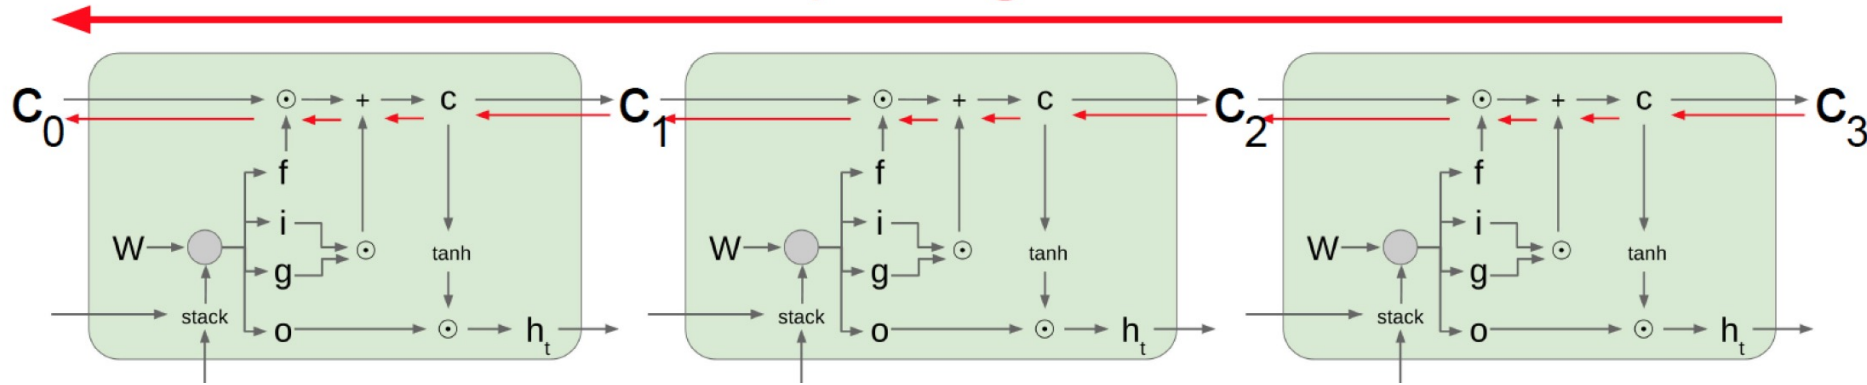 C0 ⊙ + c C1 ⊙ + c C2 ⊙ + c C3
f f f
i i i
W ⊙ tanh W ⊙ tanh W ⊙ tanh
g g g
stack stack stack
o ⊙ ht o ⊙ ht o ⊙ ht